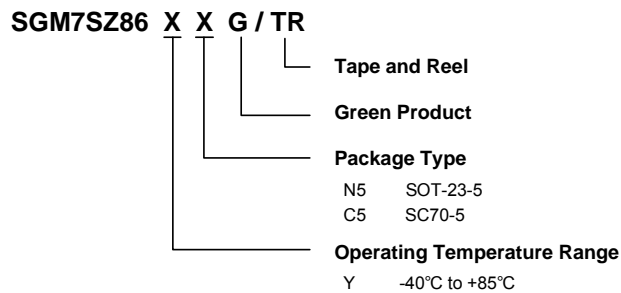 SGM7SZ86 X X G / TR
Tape and Reel
Green Product
Package Type
N5 SOT-23-5
C5 SC70-5
Operating Temperature Range
Y -40℃ to +85℃